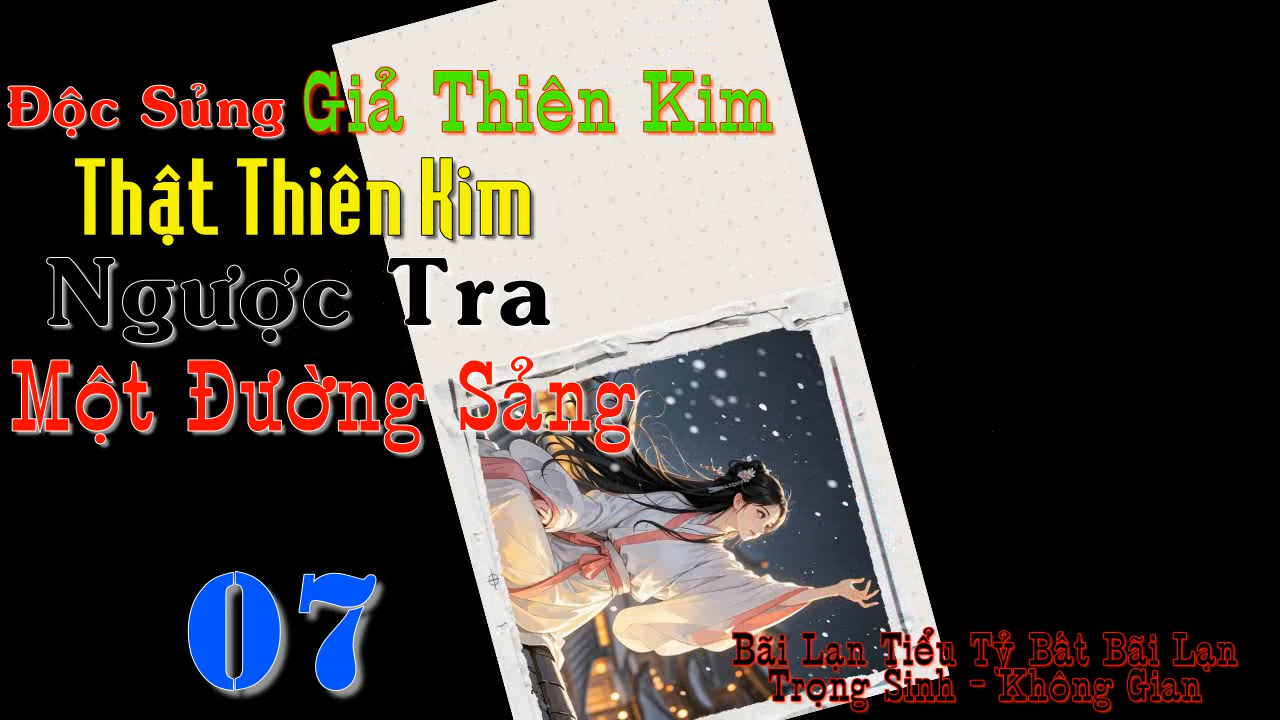 Độc Sủng Giả Thiên Kim
Thật Thiên Kim
Ngược Tra
Một Đường Sảng
07
Bãi Lạn Tiểu Tỷ Bât Bãi Lạn
Trọng Sinh - Không Gian